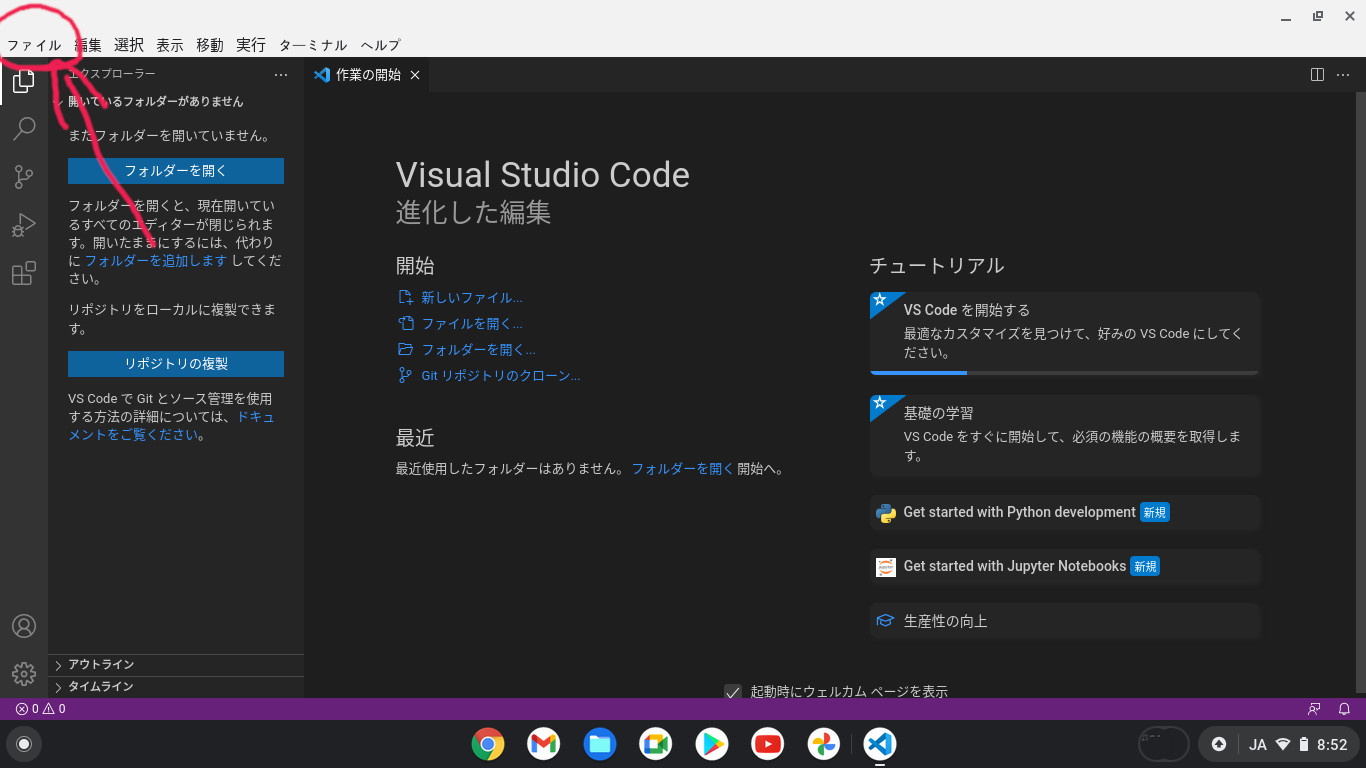 ファイル 編集 選択 表示 移動 実行 ターミナル ヘルプ
エクスプローラー
作業の開始
開いているフォルダーがありません
まだフォルダーを開いていません。
フォルダーを開く
フォルダーを開くと、現在開いてい
るすべてのエディターが閉じられま
す。開いたままにするには、代わり
に フォルダーを追加します してくだ
さい。
リポジトリをローカルに複製できま
す。
リポジトリの複製
VS Code で Git とソース管理を使用
する方法の詳細については、ドキュ
メントをご覧ください。
アウトライン
タイムライン
Visual Studio Code
進化した編集
開始
新しいファイル...
ファイルを開く...
フォルダーを開く...
Git リポジトリのクローン...
最近
最近使用したフォルダーはありません。フォルダーを開く 開始へ。
チュートリアル
VS Code を開始する
最適なカスタマイズを見つけて、好みの VS Code にしてく
ださい。
基礎の学習
VS Code をすぐに開始して、必須の機能の概要を取得しま
す。
Get started with Python development 新規
Get started with Jupyter Notebooks 新規
生産性の向上
起動時にウェルカム ページを表示
0 0
JA 8:52